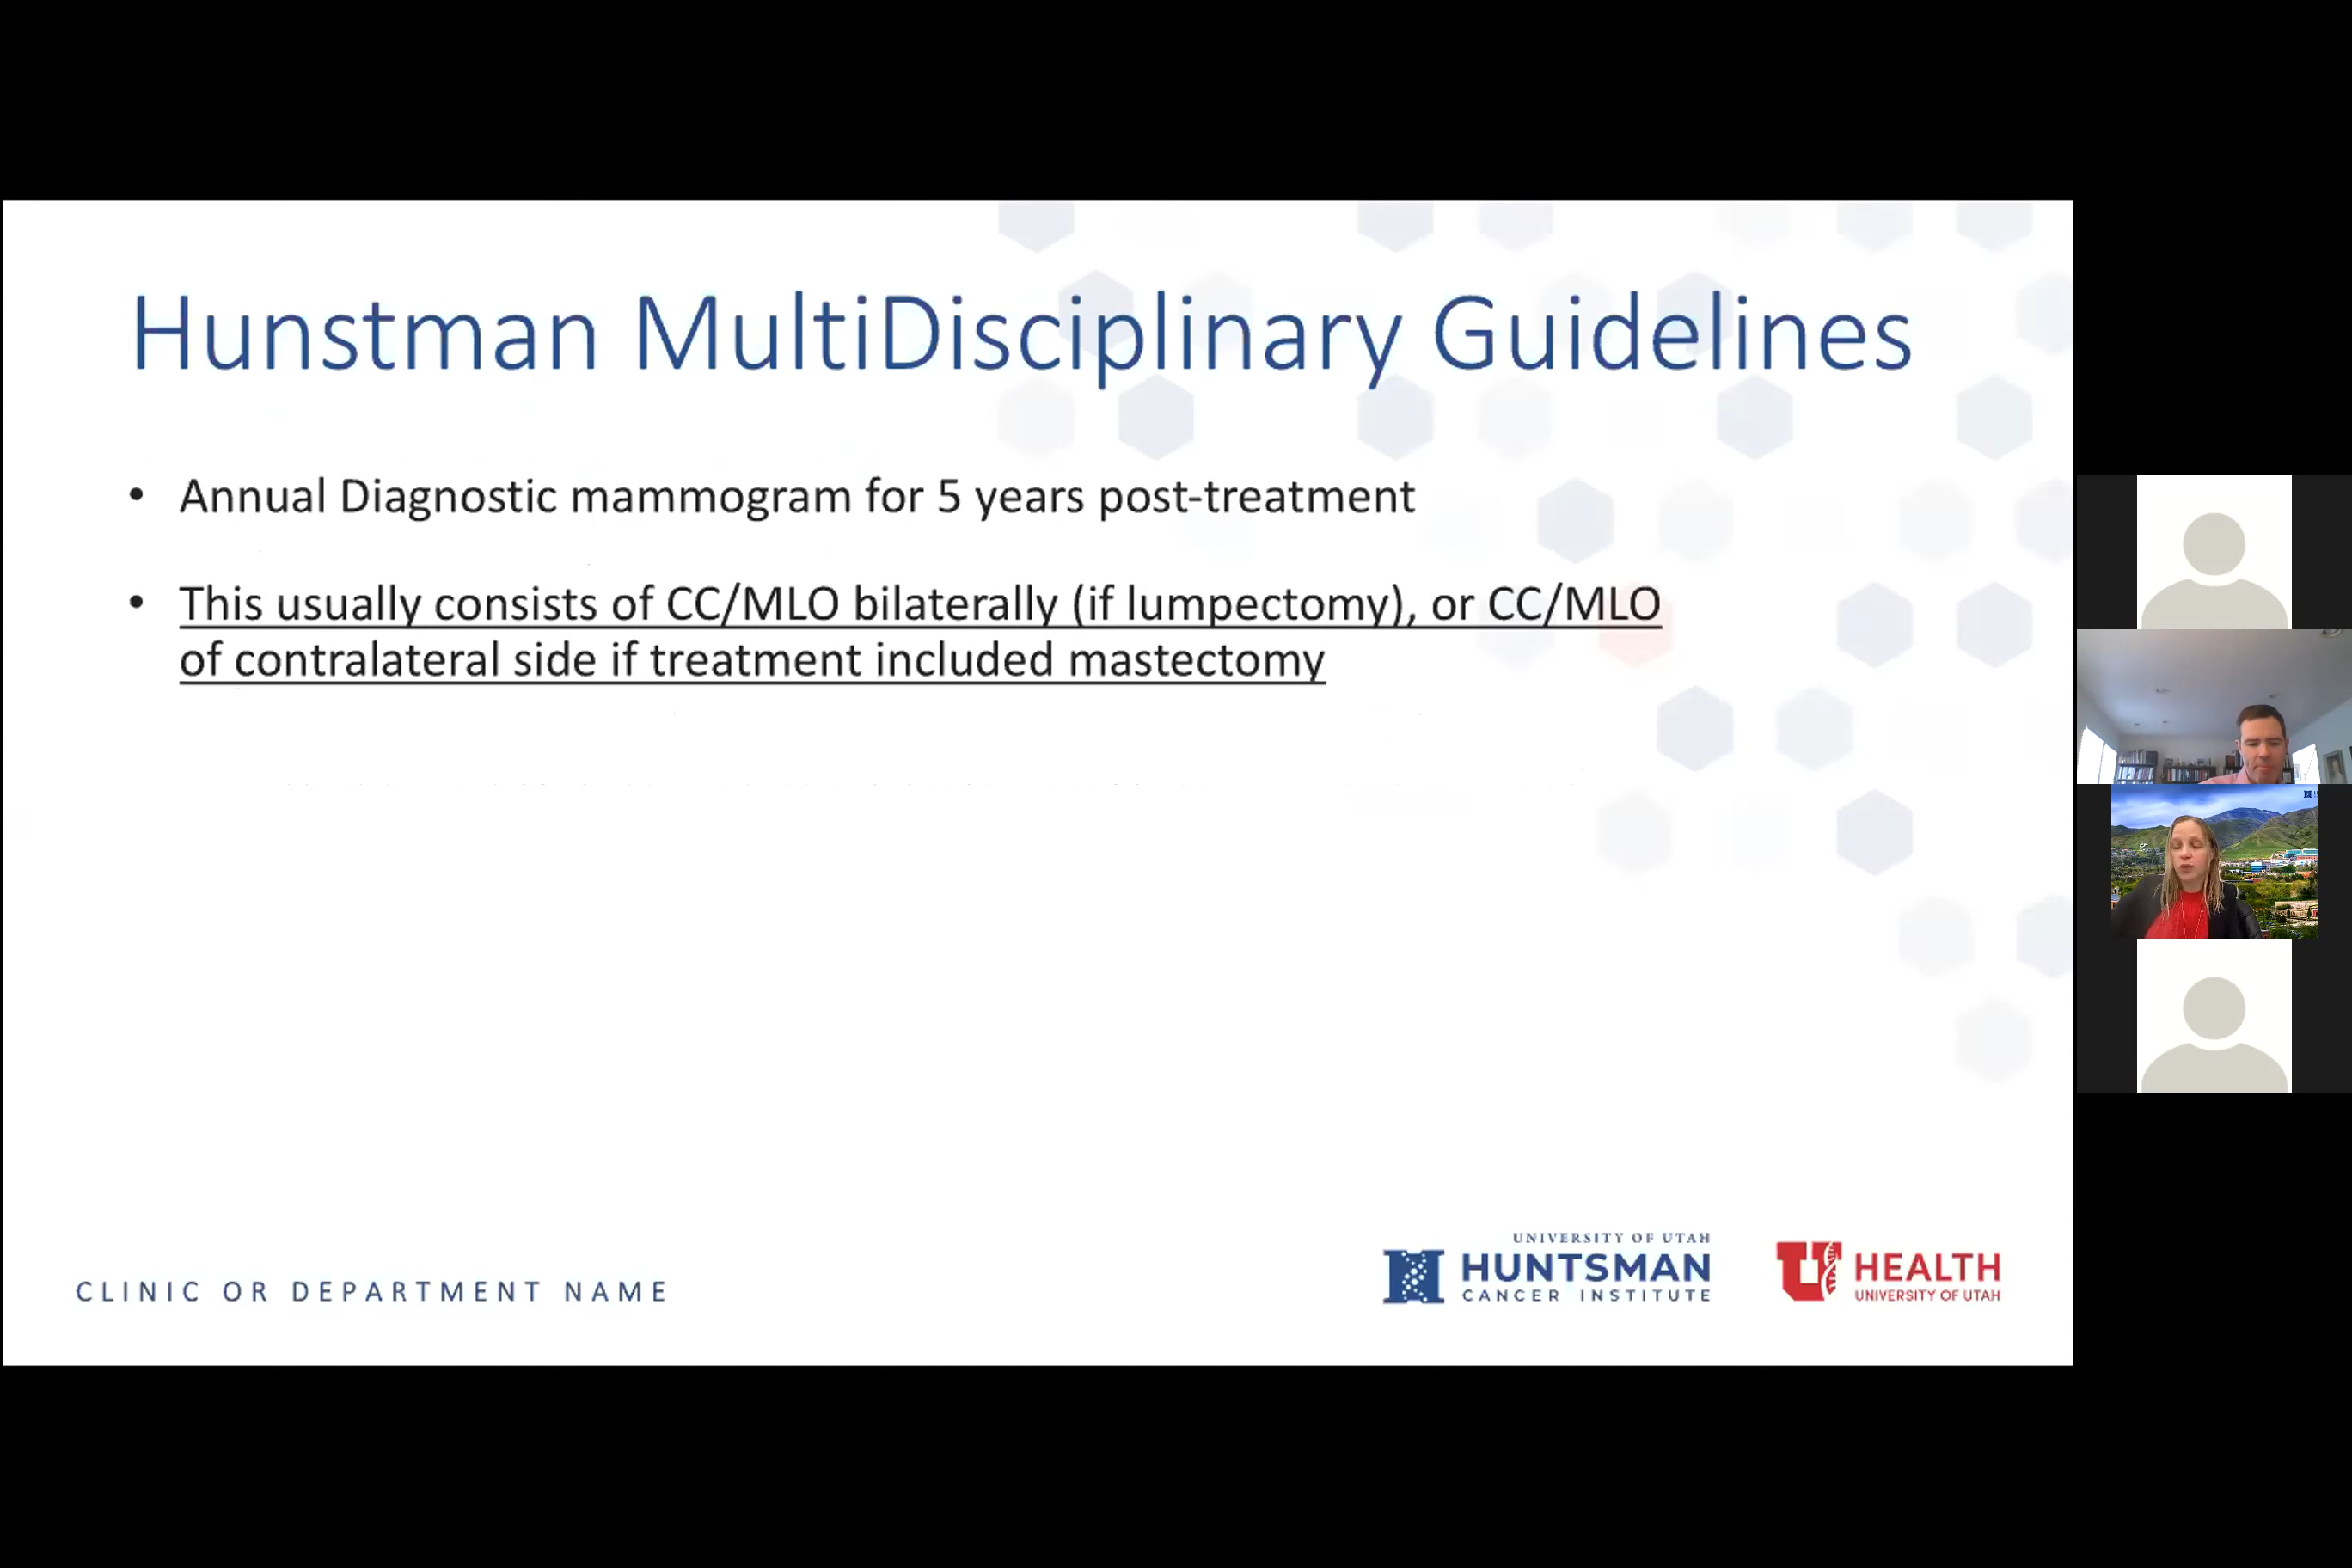 Hunstman MultiDisciplinary Guidelines
• Annual Diagnostic mammogram for 5 years post-treatment
• This usually consists of CC/MLO bilaterally (if lumpectomy), or CC/MLO
of contralateral side if treatment included mastectomy
CLINIC OR DEPARTMENT NAME
UNIVERSITY OF UTAH
HUNTSMAN
CANCER INSTITUTE
U HEALTH
UNIVERSITY OF UTAH